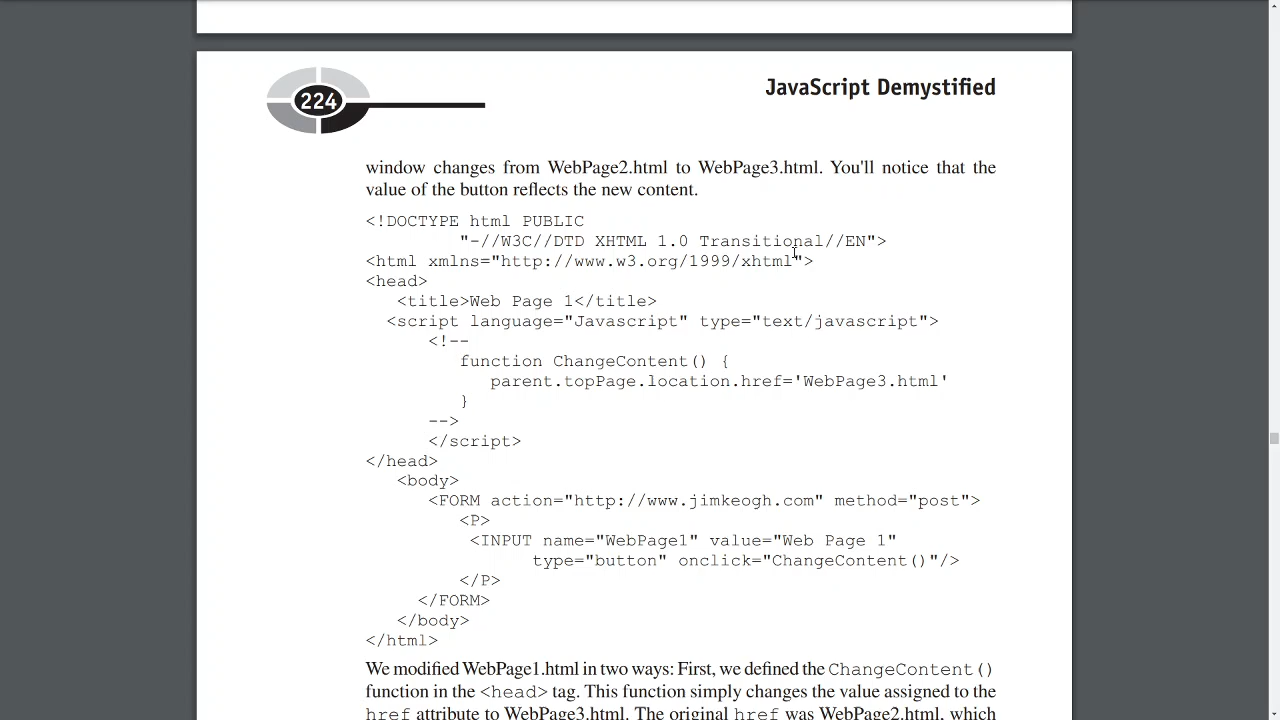 224
JavaScript Demystified
window changes from WebPage2.html to WebPage3.html. You'll notice that the
value of the button reflects the new content.
<!DOCTYPE html PUBLIC
"-//W3C//DTD XHTML 1.0 Transitional//EN">
<html xmlns="http://www.w3.org/1999/xhtml">
<head>
<title>Web Page 1</title>
<script language="Javascript" type="text/javascript">
<!--
function ChangeContent() {
parent.topPage.location.href='WebPage3.html'
}
-->
</script>
</head>
<body>
<FORM action="http://www.jimkeogh.com" method="post">
<P>
<INPUT name="WebPage1" value="Web Page 1"
type="button" onclick="ChangeContent()"/>
</P>
</FORM>
</body>
</html>
We modified WebPage1.html in two ways: First, we defined the ChangeContent()
function in the <head> tag. This function simply changes the value assigned to the
href attribute to WebPage3.html. The original href was WebPage2.html, which